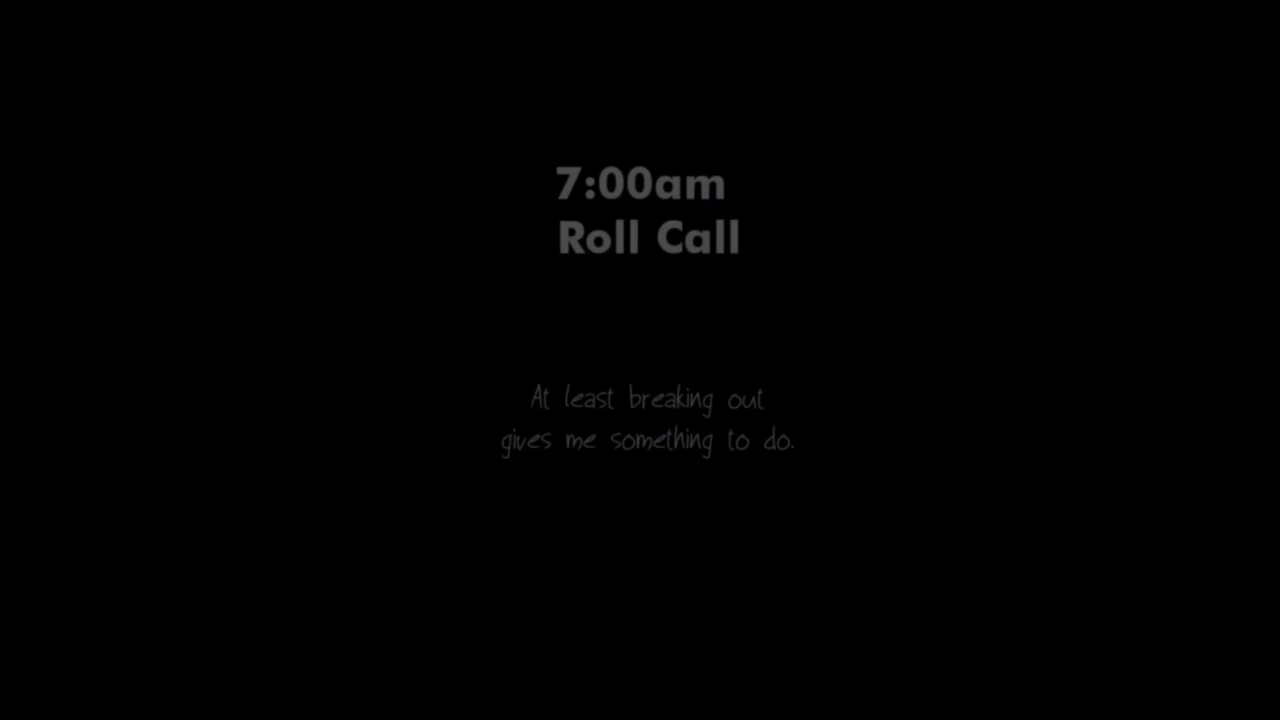 7:00am
Roll Call
At least breaking out
gives me something to do.